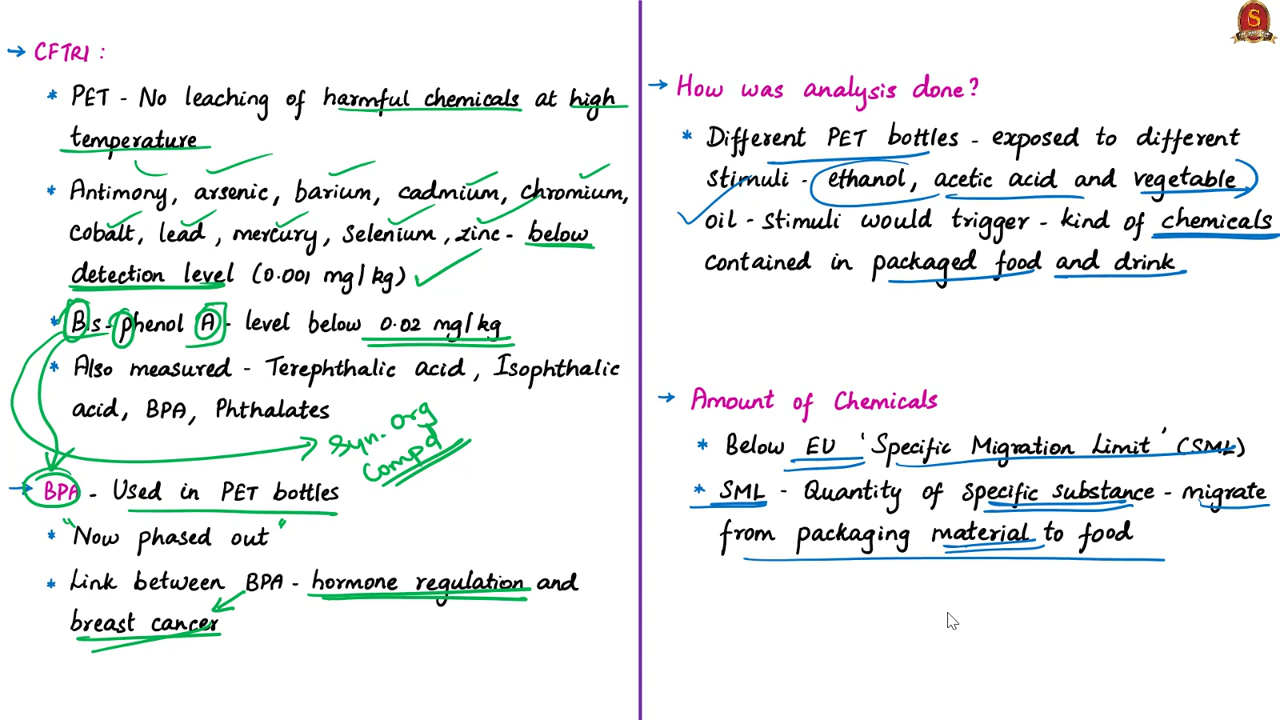 → CFTRI :
* PET - No leaching of harmful chemicals at high
temperature
* Antimony, arsenic, barium, cadmium, chromium,
cobalt, lead, mercury, selenium, zinc - below
detection level (0.001 mg/kg)
* Bis-phenol A - level below 0.02 mg/kg
* Also measured - Terephthalic acid, Isophthalic
acid, BPA, Phthalates
Syn. org
compd
→ BPA - Used in PET bottles
* "Now phased out"
* Link between BPA - hormone regulation and
breast cancer
→ How was analysis done?
* Different PET bottles - exposed to different
stimuli - ethanol, acetic acid and vegetable
oil - stimuli would trigger - kind of chemicals
contained in packaged food and drink
→ Amount of Chemicals
* Below EU 'Specific Migration Limit' (SML)
* SML - Quantity of specific substance - migrate
from packaging material to food
S